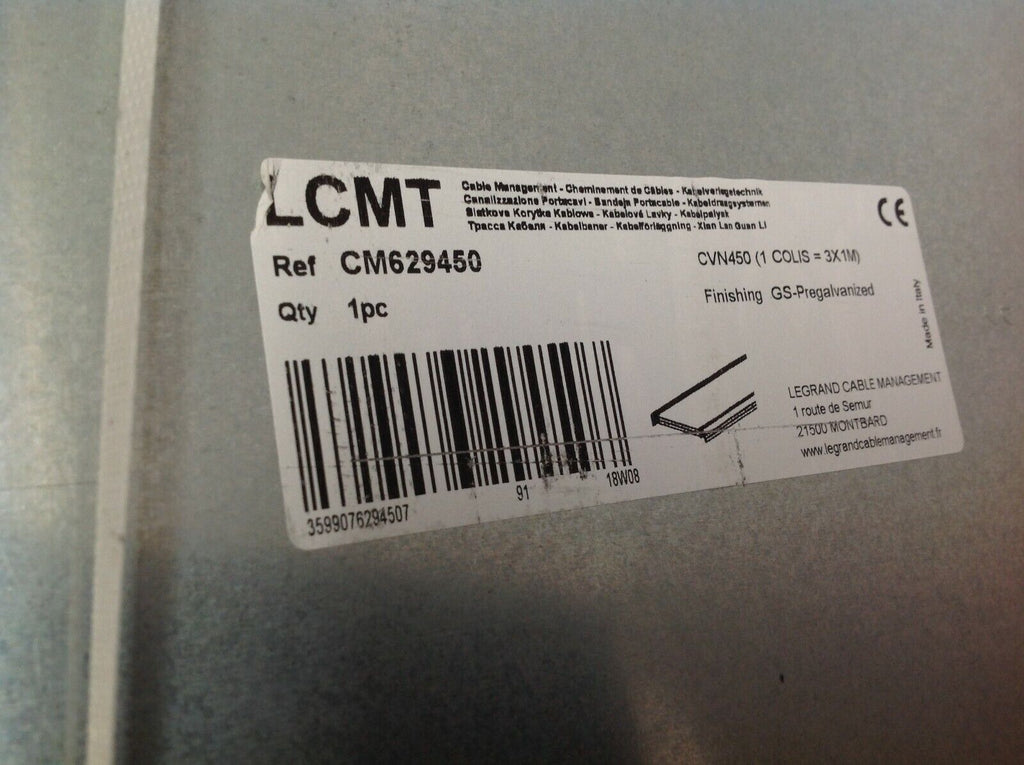 LCMT
Cable Management - Cheminement de Câbles - Kabelverlegetechnik
Canalizzazione Portacavi - Bandeja Portacable - Kabeldragsystemen
Siatkowe Korytka Kablowe - Kabelové Lavky - Kabelpalyak
Трасса Кабеля - Kabelbaner - Kabelförläggning - Xian Lan Guan Li
CE
Ref CM629450
CVN450 (1 COLIS = 3X1M)
Qty 1pc
Finishing GS-Pregalvanized
Made in Italy
LEGRAND CABLE MANAGEMENT
1 route de Semur
21500 MONTBARD
www.legrandcablemanagement.fr
3599076294507
91
18W08